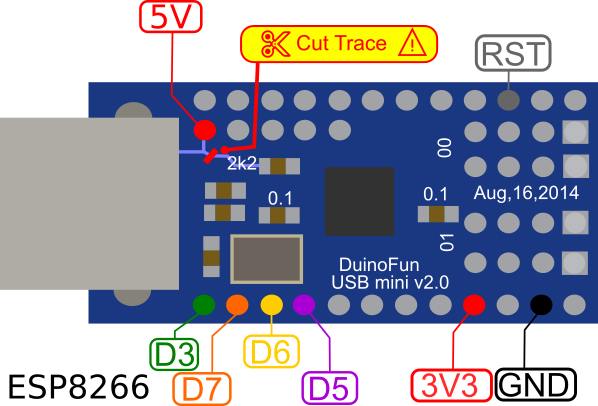 5V
Cut Trace
RST
2k2
00
0.1
0.1
Aug,16,2014
01
DuinoFun
USB mini v2.0
D3
D7
D6
D5
3V3
GND
ESP8266